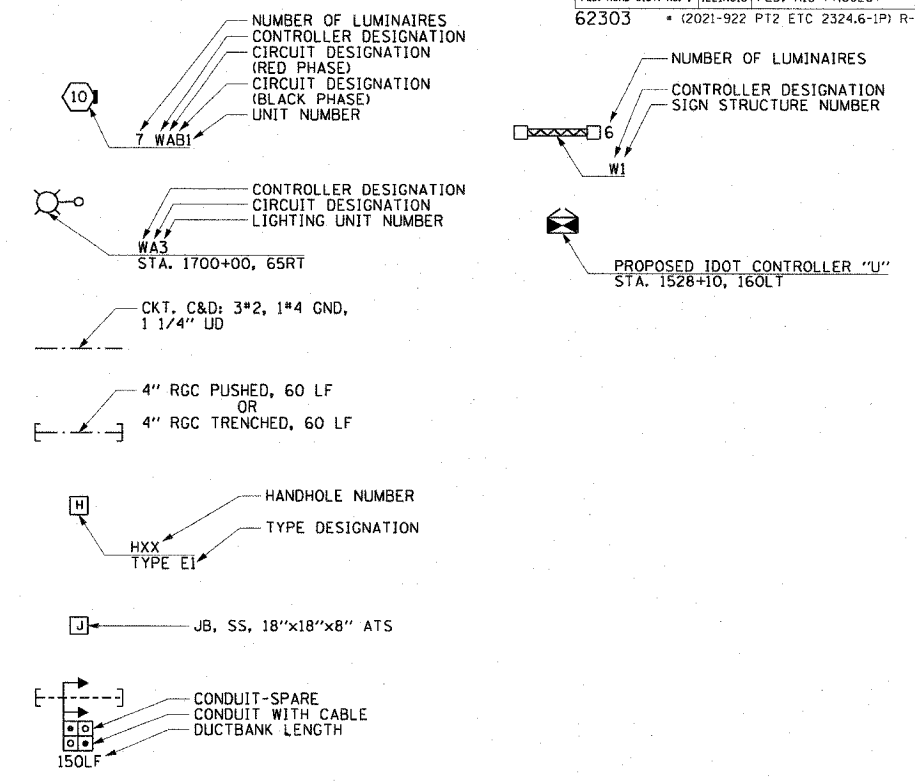 62303 * (2021-922 PT2 ETC 2324.6-1P) R-
NUMBER OF LUMINAIRES
CONTROLLER DESIGNATION
CIRCUIT DESIGNATION
(RED PHASE)
CIRCUIT DESIGNATION
(BLACK PHASE)
UNIT NUMBER
10
7 WAB1
NUMBER OF LUMINAIRES
CONTROLLER DESIGNATION
SIGN STRUCTURE NUMBER
6
W1
CONTROLLER DESIGNATION
CIRCUIT DESIGNATION
LIGHTING UNIT NUMBER
WA3
STA. 1700+00, 65RT
PROPOSED IDOT CONTROLLER "U"
STA. 1528+10, 160LT
CKT. C&D: 3#2, 1#4 GND,
1 1/4" UD
4" RGC PUSHED, 60 LF
OR
4" RGC TRENCHED, 60 LF
H
HANDHOLE NUMBER
TYPE DESIGNATION
HXX
TYPE E1
J
JB, SS, 18"x18"x8" ATS
CONDUIT-SPARE
CONDUIT WITH CABLE
DUCTBANK LENGTH
150LF